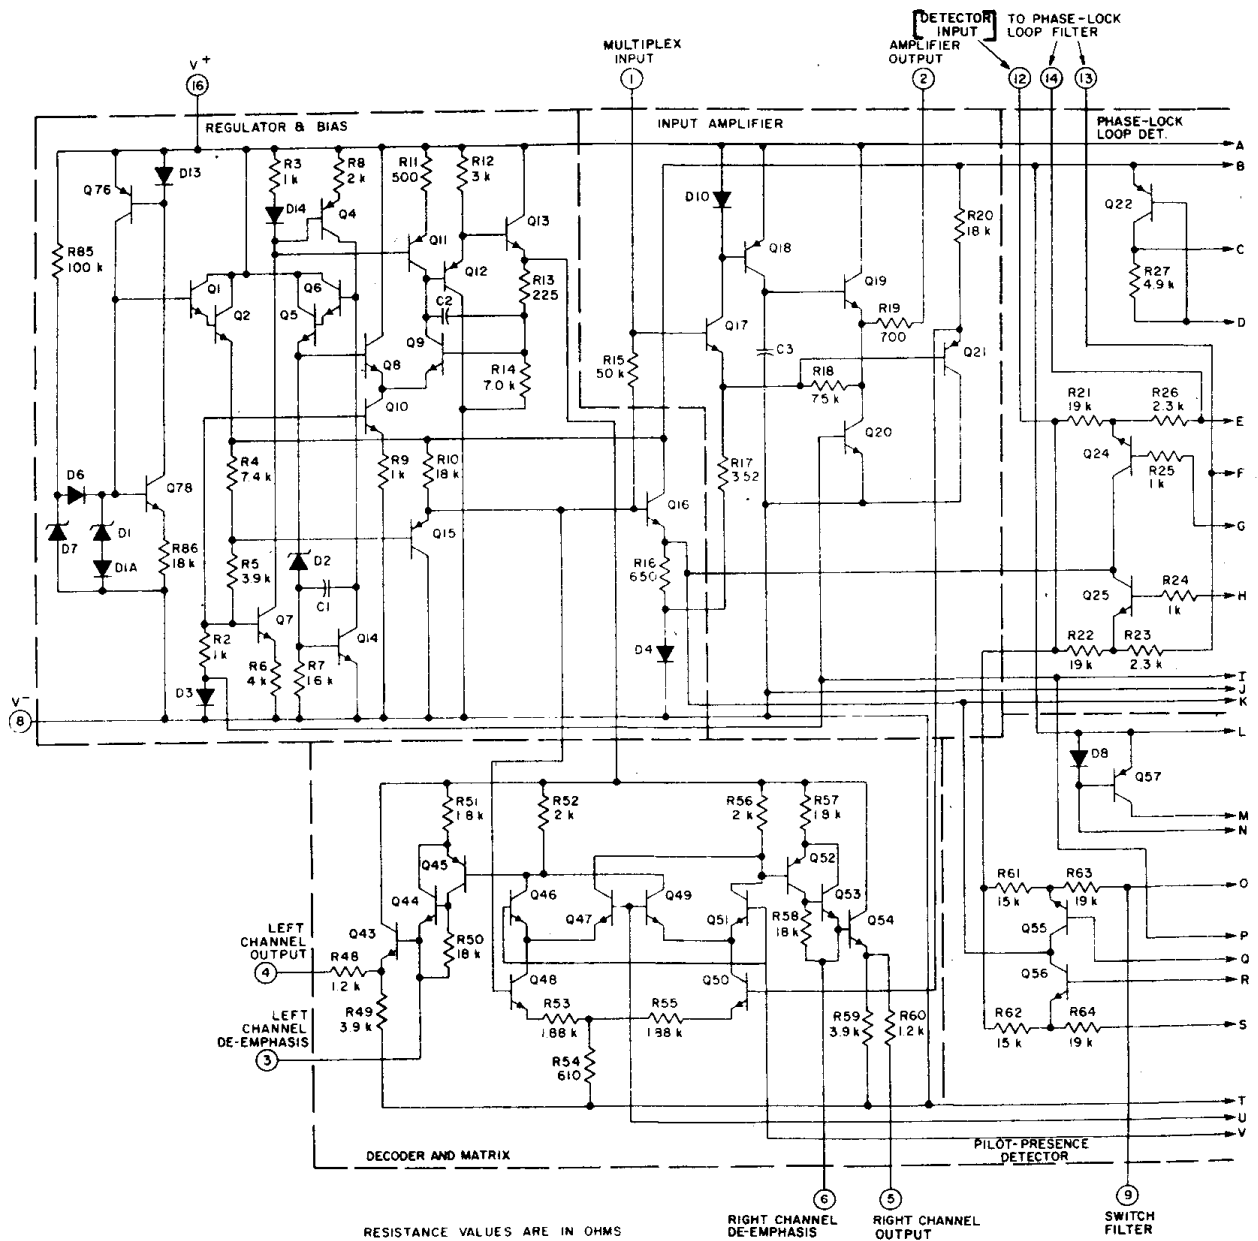 [DETECTOR INPUT]
TO PHASE-LOCK
LOOP FILTER
MULTIPLEX
INPUT
AMPLIFIER
OUTPUT
V+
16
1
2
12
14
13
REGULATOR & BIAS
INPUT AMPLIFIER
PHASE-LOCK
LOOP DET.
A
B
R3
1k
R8
2k
R11
500
R12
3k
D13
Q76
D14
Q4
Q13
D10
Q22
R20
18k
Q11
Q18
R85
100 k
Q12
C
R27
4.9k
Q1
Q6
R13
225
Q19
Q2
Q5
C2
R19
700
D
Q17
Q9
C3
Q21
Q8
R15
50k
R14
7.0k
R18
75k
R21
19k
R26
2.3k
Q10
E
Q20
Q24
R4
7.4k
R9
1k
R10
18k
R17
3.52
R25
1k
F
D6
Q78
Q16
G
D7
D1
R86
18k
D2
Q15
D1A
R5
3.9k
R16
650
Q25
R24
1k
H
C1
R2
1k
Q7
Q14
D4
R22
19k
R23
2.3k
R6
4k
R7
16k
D3
I
J
K
V-
8
L
D8
Q57
R51
1.8k
R52
2k
R56
2k
R57
1.8k
M
N
Q45
Q52
R61
15k
R63
19k
O
Q44
Q46
Q47
Q49
Q51
Q53
R58
18k
Q54
LEFT
CHANNEL
OUTPUT
Q43
R50
18k
Q55
P
Q
4
R48
1.2k
Q48
Q50
Q56
R
R49
3.9k
R53
1.88k
R55
1.88k
R59
3.9k
R60
1.2k
R62
15k
R64
19k
S
LEFT
CHANNEL
DE-EMPHASIS
3
R54
610
T
U
V
DECODER AND MATRIX
PILOT-PRESENCE
DETECTOR
6
5
9
RESISTANCE VALUES ARE IN OHMS
RIGHT CHANNEL
DE-EMPHASIS
RIGHT CHANNEL
OUTPUT
SWITCH
FILTER